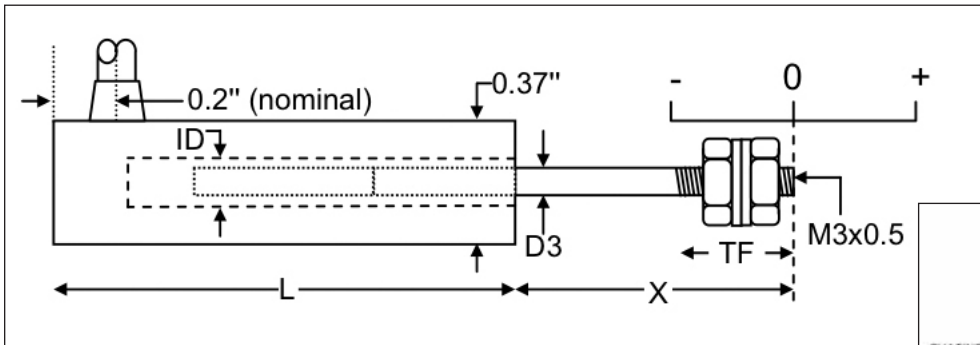 - 0 +
0.2" (nominal)
0.37"
ID
D3
TF
M3x0.5
L
X